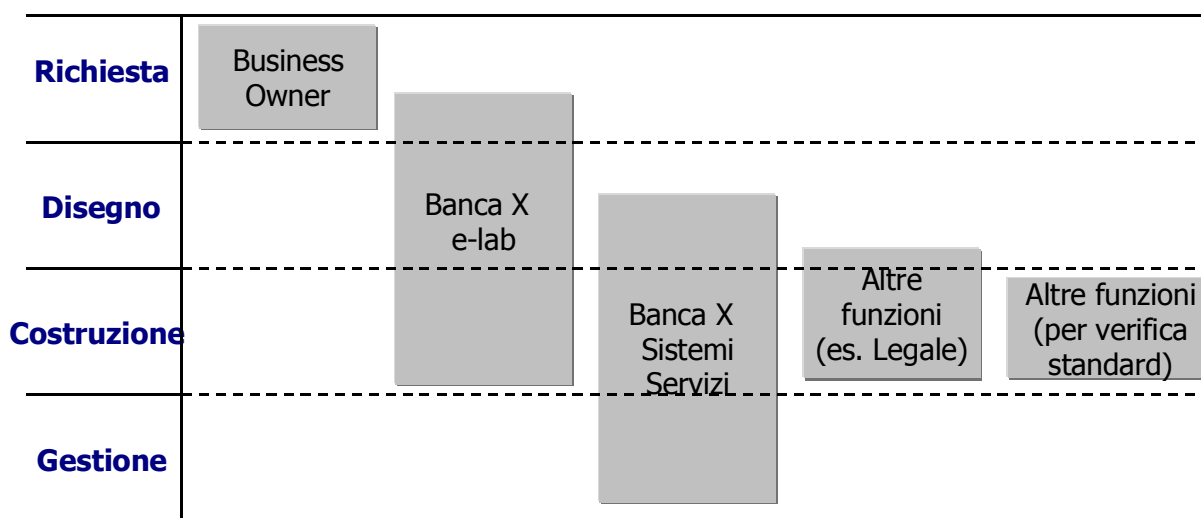 Richiesta
Business
Owner
Disegno
Banca X
e-lab
Costruzione
Banca X
Sistemi
Servizi
Altre
funzioni
(es. Legale)
Altre funzioni
(per verifica
standard)
Gestione